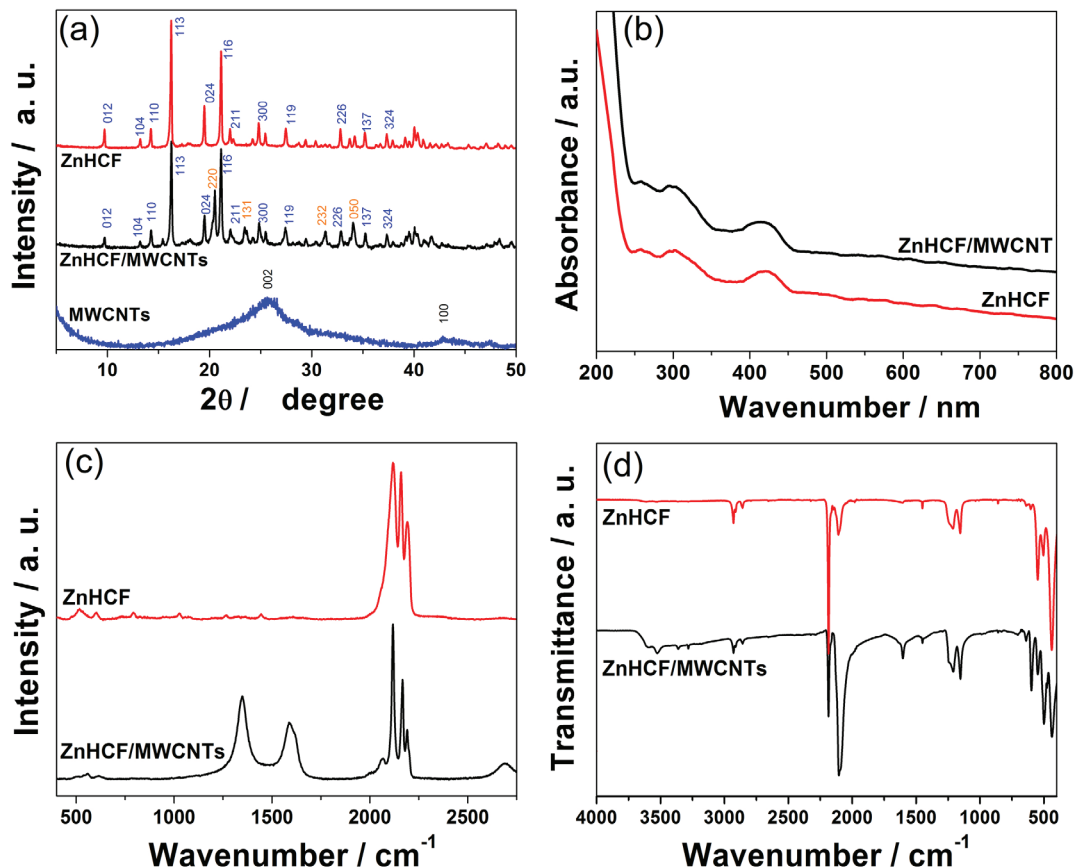 (a)
Intensity / a. u.
012
104
110
113
024
116
211
300
119
226
137
324
ZnHCF
012
104
110
113
024
220
116
211
131
300
119
232
226
050
137
324
ZnHCF/MWCNTs
002
100
MWCNTs
10 20 30 40 50
2θ / degree
(b)
Absorbance / a.u.
ZnHCF/MWCNT
ZnHCF
200 300 400 500 600 700 800
Wavenumber / nm
(c)
Intensity / a. u.
ZnHCF
ZnHCF/MWCNTs
500 1000 1500 2000 2500
Wavenumber / cm-1
(d)
Transmittance / a. u.
ZnHCF
ZnHCF/MWCNTs
4000 3500 3000 2500 2000 1500 1000 500
Wavenumber / cm-1